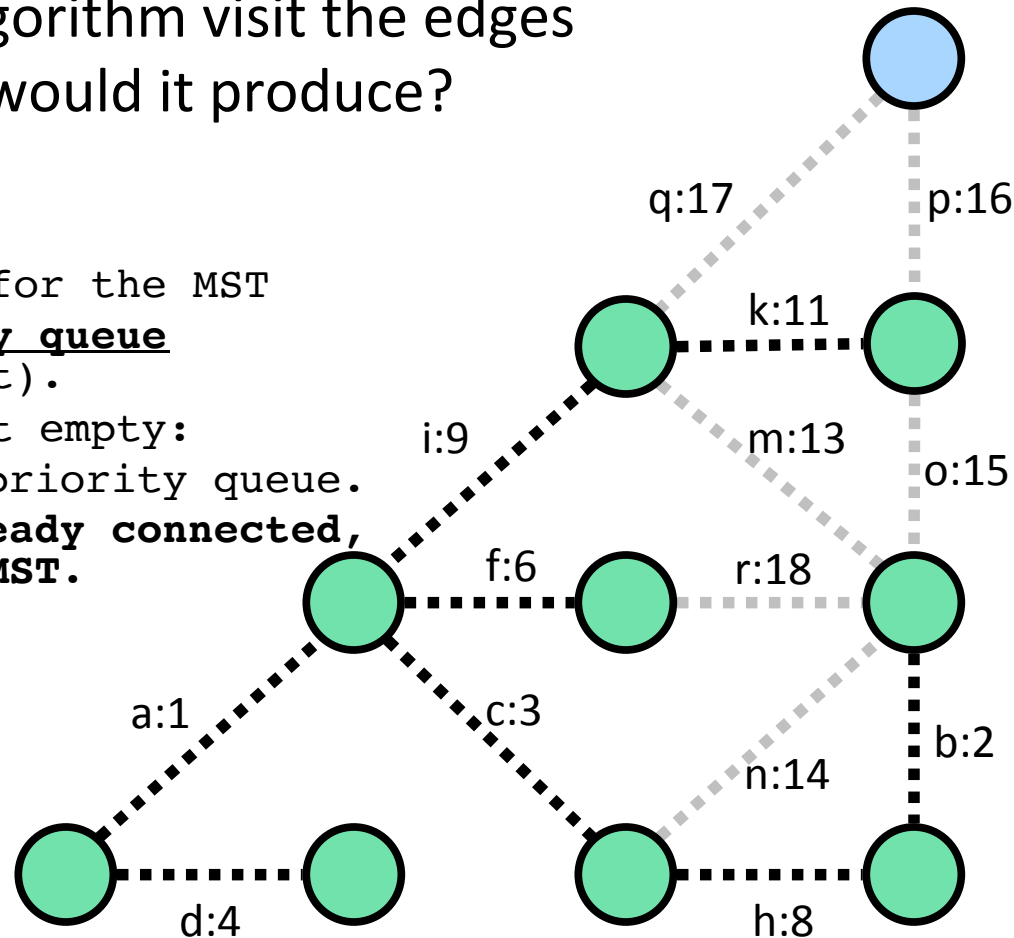 gorithm visit the edges
would it produce?
q:17
p:16
for the MST
y queue
k:11
t).
t empty:
i:9
m:13
priority queue.
o:15
eady connected,
MST.
f:6
r:18
a:1
c:3
b:2
n:14
d:4
h:8